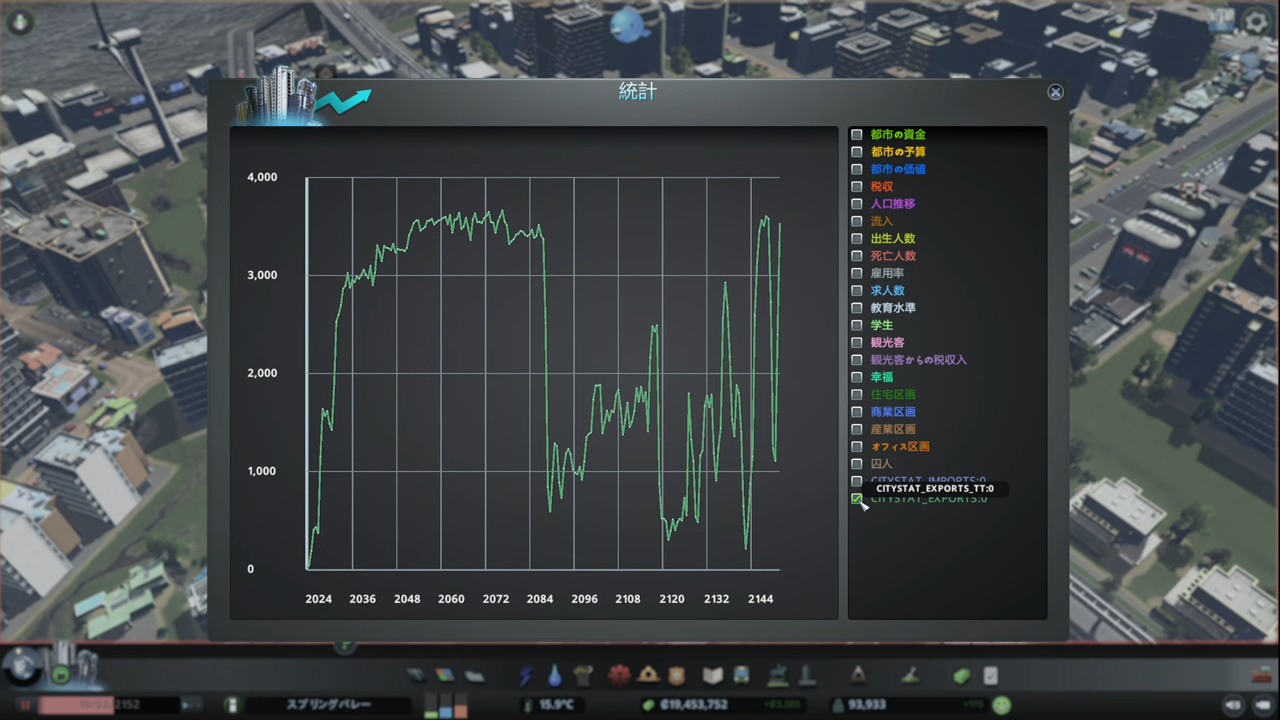 統計
4,000
3,000
2,000
1,000
0
2024 2036 2048 2060 2072 2084 2096 2108 2120 2132 2144
都市の資金
都市の予算
都市の価値
税収
人口推移
流入
出生人数
死亡人数
雇用率
求人数
教育水準
学生
観光客
観光客からの税収入
幸福
住宅区画
商業区画
産業区画
オフィス区画
囚人
CITYSTAT_IMPORTS:0
CITYSTAT_EXPORTS_TT:0
CITYSTAT_EXPORTS:0
スプリングバレー
15.9°C
₡19,453,752
93,933
+175